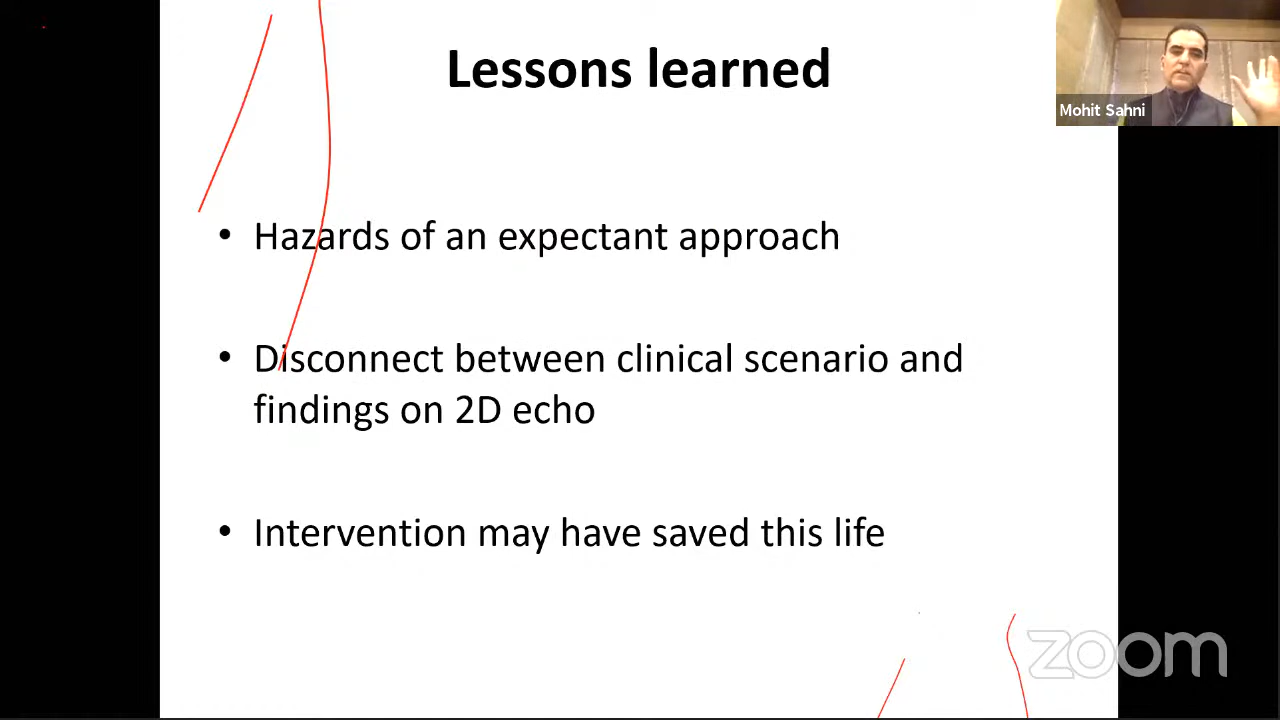 Lessons learned
Mohit Sahni
• Hazards of an expectant approach
• Disconnect between clinical scenario and
findings on 2D echo
• Intervention may have saved this life
zoom